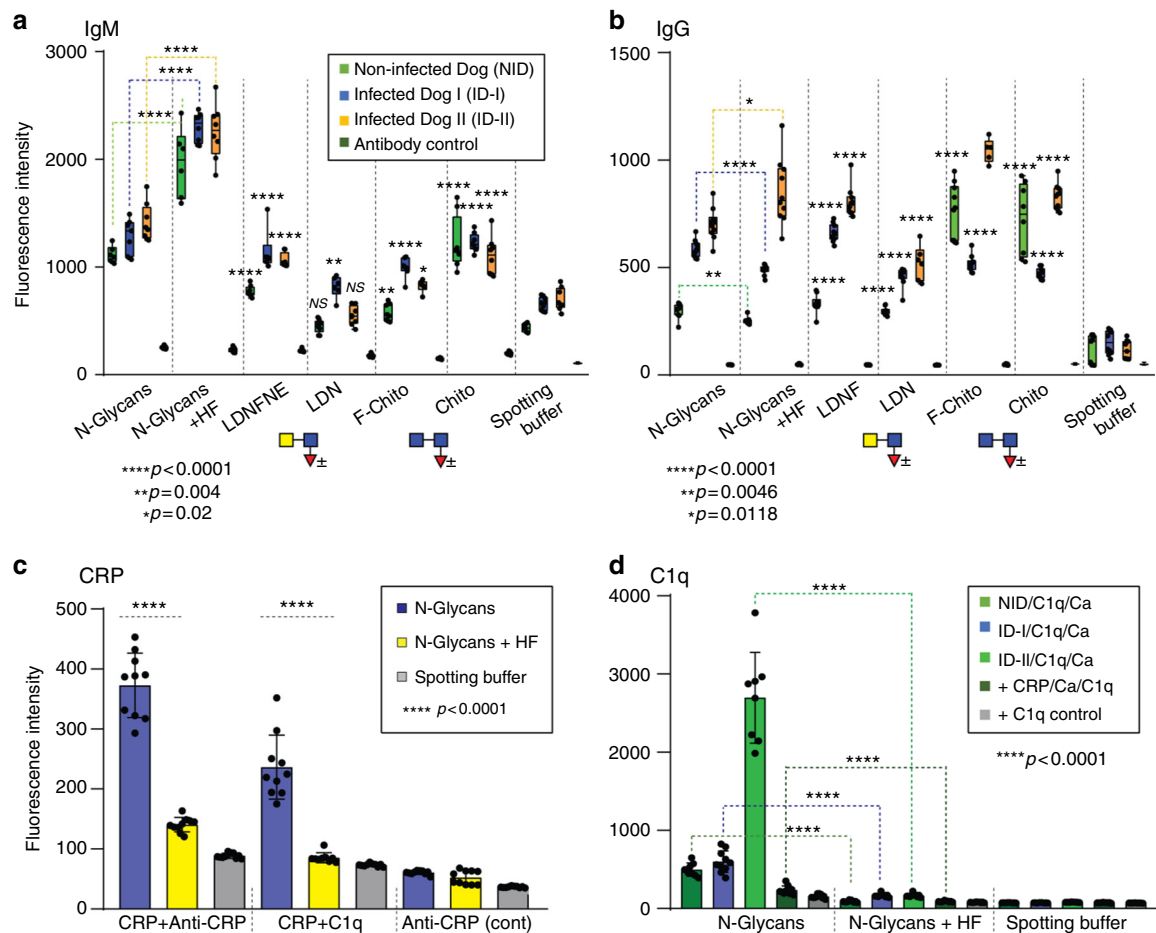 a
IgM
Fluorescence intensity
3000
2000
1000
0
****
****
****
Non-infected Dog (NID)
Infected Dog I (ID-I)
Infected Dog II (ID-II)
Antibody control
****
****
****
NS
**
NS
**
****
*
****
****
****
N-Glycans
N-Glycans
+HF
LDNFNE
LDN
F-Chito
Chito
Spotting
buffer
±
±
****p<0.0001
**p=0.004
*p=0.02
b
IgG
1500
1000
500
0
*
****
**
****
****
****
****
****
****
****
****
****
N-Glycans
N-Glycans
+HF
LDNF
LDN
F-Chito
Chito
Spotting
buffer
±
±
****p<0.0001
**p=0.0046
*p=0.0118
c
CRP
Fluorescence intensity
500
400
300
200
100
0
****
****
N-Glycans
N-Glycans + HF
Spotting buffer
**** p<0.0001
CRP+Anti-CRP
CRP+C1q
Anti-CRP (cont)
d
C1q
4000
3000
2000
1000
0
****
****
****
****
NID/C1q/Ca
ID-I/C1q/Ca
ID-II/C1q/Ca
+ CRP/Ca/C1q
+ C1q control
****p<0.0001
N-Glycans
N-Glycans + HF
Spotting buffer